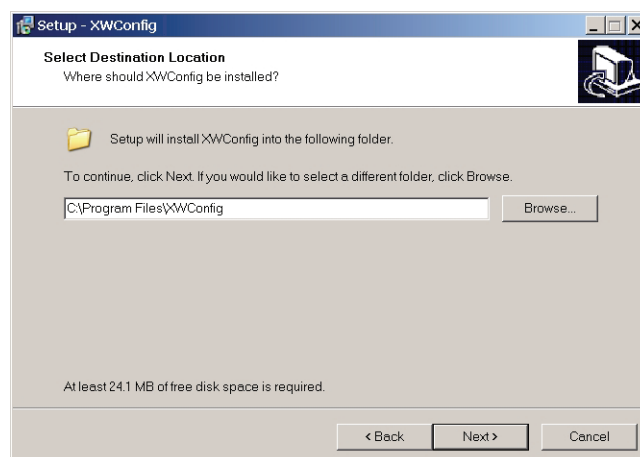 Setup - XWConfig
Select Destination Location
Where should XWConfig be installed?
Setup will install XWConfig into the following folder.
To continue, click Next. If you would like to select a different folder, click Browse.
C:\Program Files\XWConfig
Browse...
At least 24.1 MB of free disk space is required.
< Back
Next >
Cancel